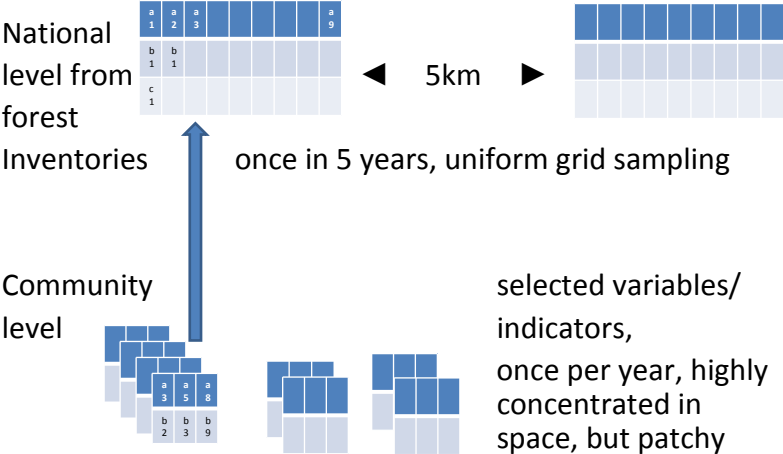 a1 a2 a3 a9
National
level from
forest
Inventories
b1 b1
c1
◄ 5km ►
once in 5 years, uniform grid sampling
Community
level
a3 a5 a8
b2 b3 b9
selected variables/
indicators,
once per year, highly
concentrated in
space, but patchy